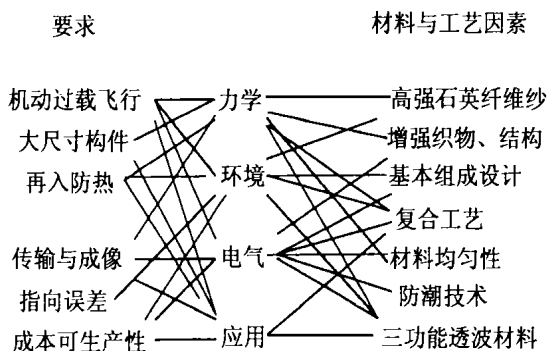 要求
材料与工艺因素
机动过载飞行
力学
高强石英纤维纱
大尺寸构件
增强织物、结构
再入防热
环境
基本组成设计
复合工艺
传输与成像
电气
材料均匀性
指向误差
防潮技术
成本可生产性
应用
三功能透波材料